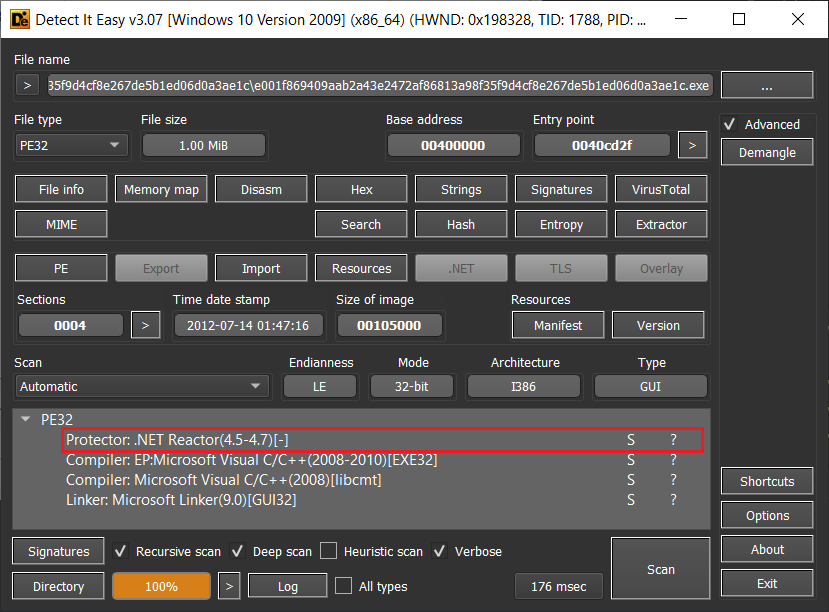 Detect It Easy v3.07 [Windows 10 Version 2009] (x86_64) (HWND: 0x198328, TID: 1788, PID: ...
File name
> 35f9d4cf8e267de5b1ed06d0a3ae1c\e001f869409aab2a43e2472af86813a98f35f9d4cf8e267de5b1ed06d0a3ae1c.exe ...
File type File size Base address Entry point Advanced
PE32 1.00 MiB 00400000 0040cd2f > Demangle
File info Memory map Disasm Hex Strings Signatures VirusTotal
MIME Search Hash Entropy Extractor
PE Export Import Resources .NET TLS Overlay
Sections Time date stamp Size of image Resources
0004 > 2012-07-14 01:47:16 00105000 Manifest Version
Scan Endianness Mode Architecture Type
Automatic LE 32-bit I386 GUI
PE32
Protector: .NET Reactor(4.5-4.7)[-] S ?
Compiler: EP:Microsoft Visual C/C++(2008-2010)[EXE32] S ?
Compiler: Microsoft Visual C/C++(2008)[libcmt] S ?
Linker: Microsoft Linker(9.0)[GUI32] S ?
Shortcuts
Options
Signatures Recursive scan Deep scan Heuristic scan Verbose Scan About
Directory 100% > Log All types 176 msec Exit